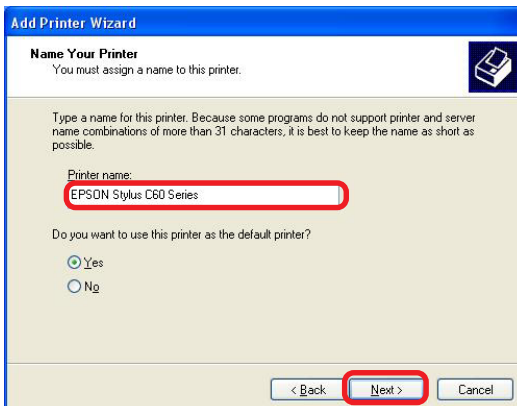 Add Printer Wizard
Name Your Printer
You must assign a name to this printer.
Type a name for this printer. Because some programs do not support printer and server
name combinations of more than 31 characters, it is best to keep the name as short as
possible.
Printer name:
EPSON Stylus C60 Series
Do you want to use this printer as the default printer?
Yes
No
< Back Next > Cancel